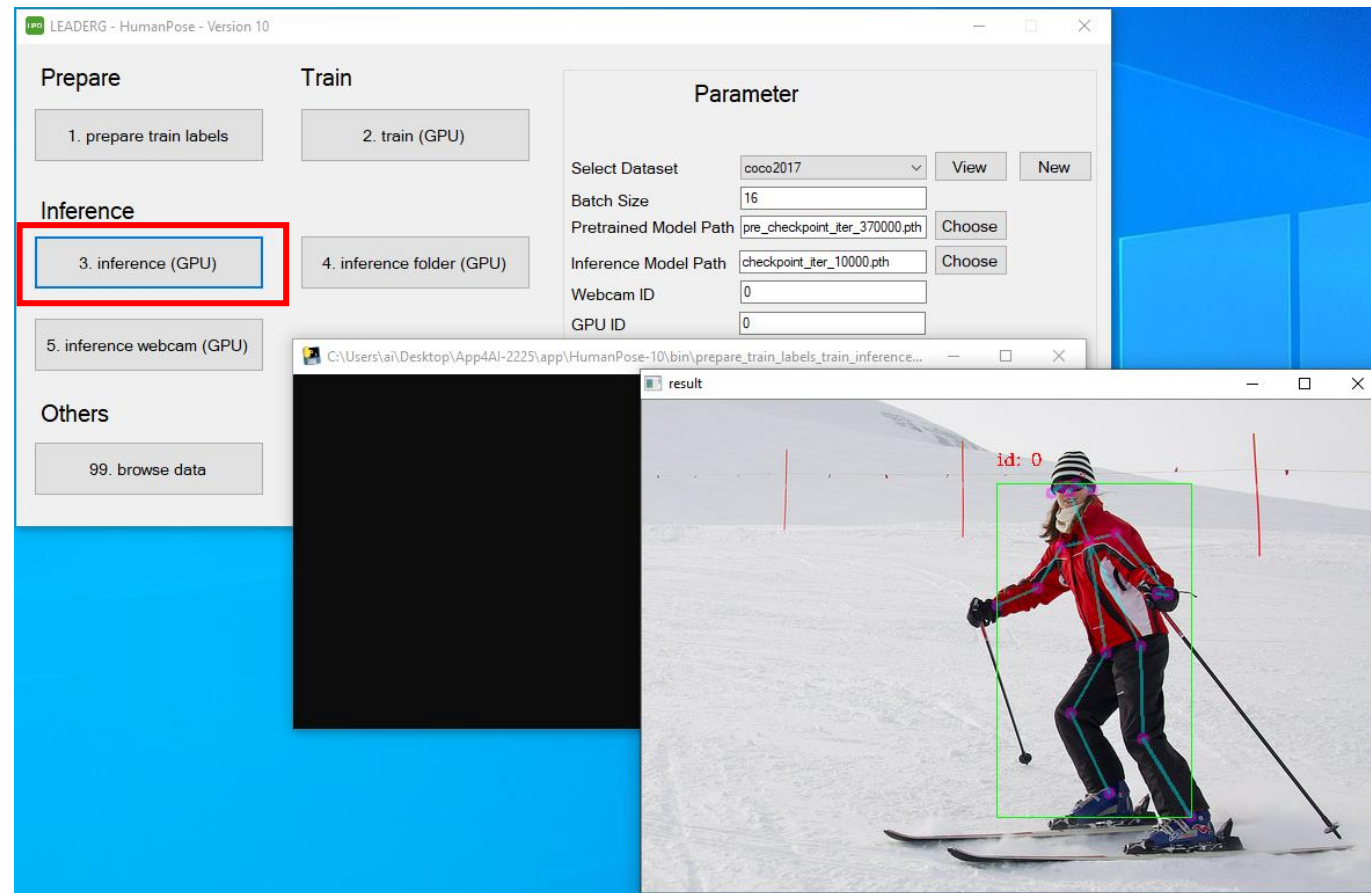 LEADERG - HumanPose - Version 10
Prepare
Train
Parameter
1. prepare train labels
2. train (GPU)
Select Dataset
coco2017
View
New
Batch Size
16
Inference
Pretrained Model Path
pre_checkpoint_iter_370000.pth
Choose
3. inference (GPU)
4. inference folder (GPU)
Inference Model Path
checkpoint_iter_10000.pth
Choose
Webcam ID
0
GPU ID
0
5. inference webcam (GPU)
C:\Users\ai\Desktop\App4AI-2225\app\HumanPose-10\bin\prepare_train_labels_train_inference...
result
Others
99. browse data
id: 0